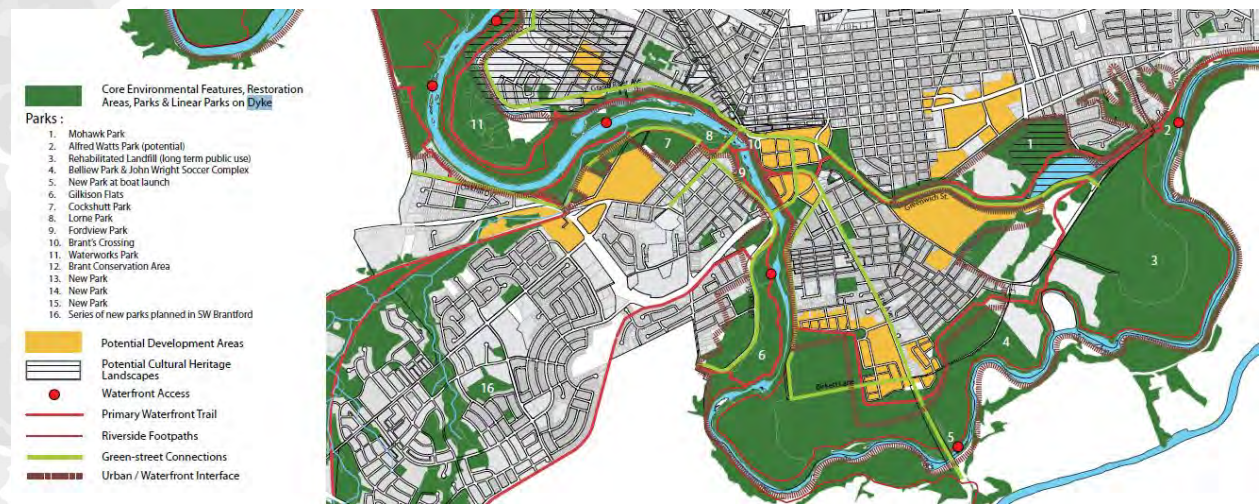 Core Environmental Features, Restoration
Areas, Parks & Linear Parks on Dyke
Parks :
1. Mohawk Park
2. Alfred Watts Park (potential)
3. Rehabilitated Landfill (long term public use)
4. Belliew Park & John Wright Soccer Complex
5. New Park at boat launch
6. Gilkison Flats
7. Cockshutt Park
8. Lorne Park
9. Fordview Park
10. Brant's Crossing
11. Waterworks Park
12. Brant Conservation Area
13. New Park
14. New Park
15. New Park
16. Series of new parks planned in SW Brantford
Potential Development Areas
Potential Cultural Heritage
Landscapes
Waterfront Access
Primary Waterfront Trail
Riverside Footpaths
Green-street Connections
Urban / Waterfront Interface
11
7
8
10
9
1
2
Greenwich St.
3
4
6
Birkett Lane
16
5